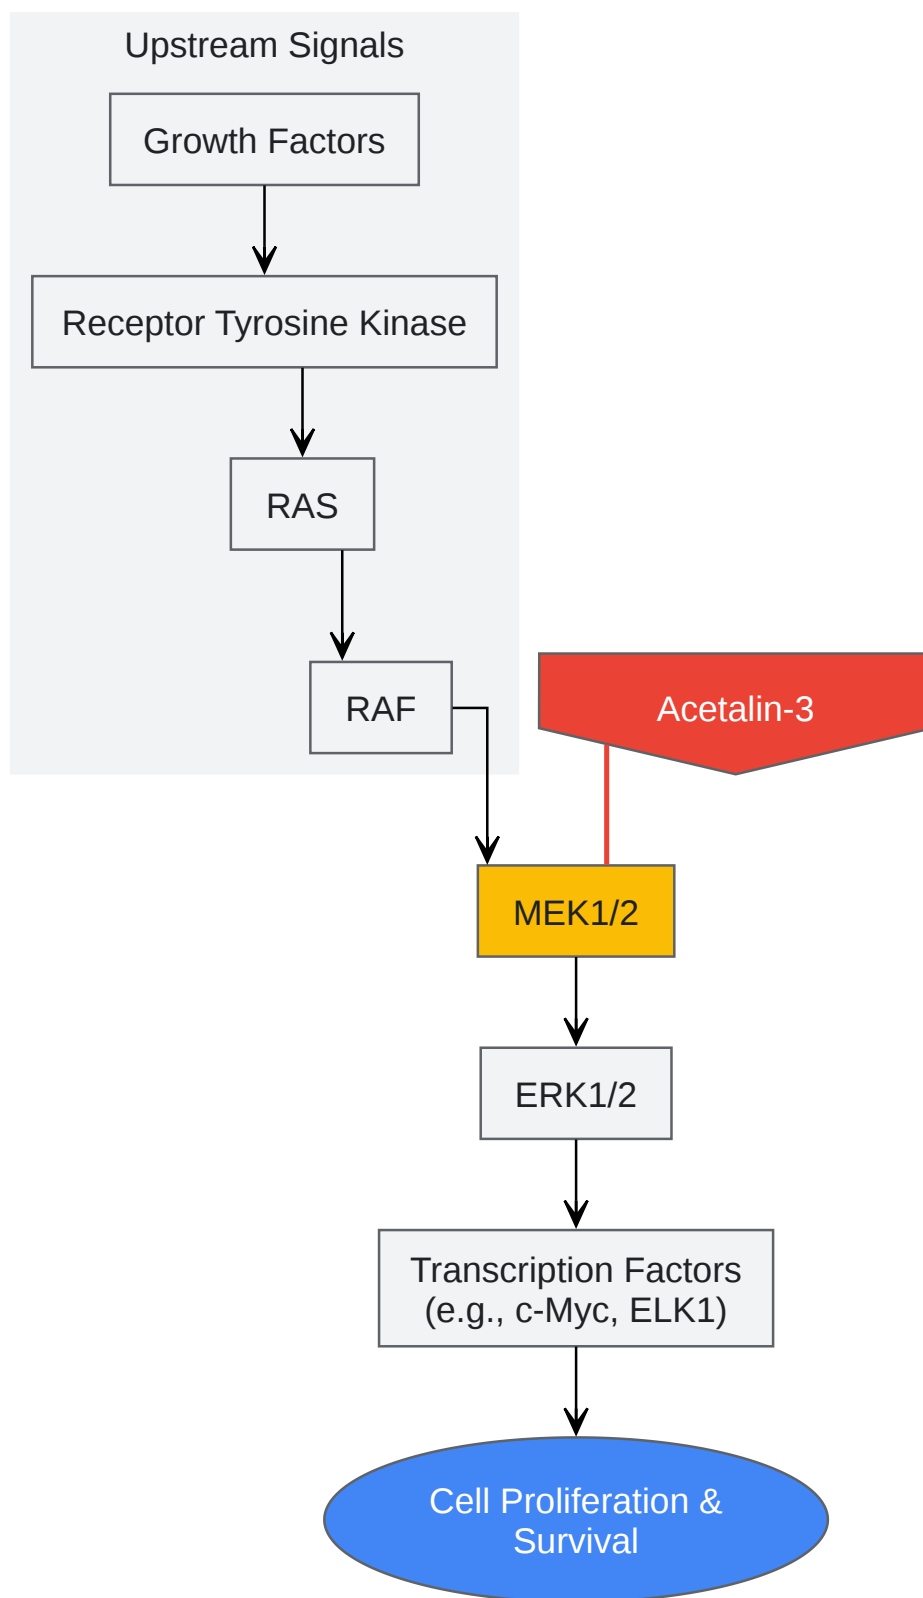 Upstream Signals
Growth Factors
Receptor Tyrosine Kinase
RAS
RAF
Acetalin-3
MEK1/2
ERK1/2
Transcription Factors
(e.g., c-Myc, ELK1)
Cell Proliferation &
Survival